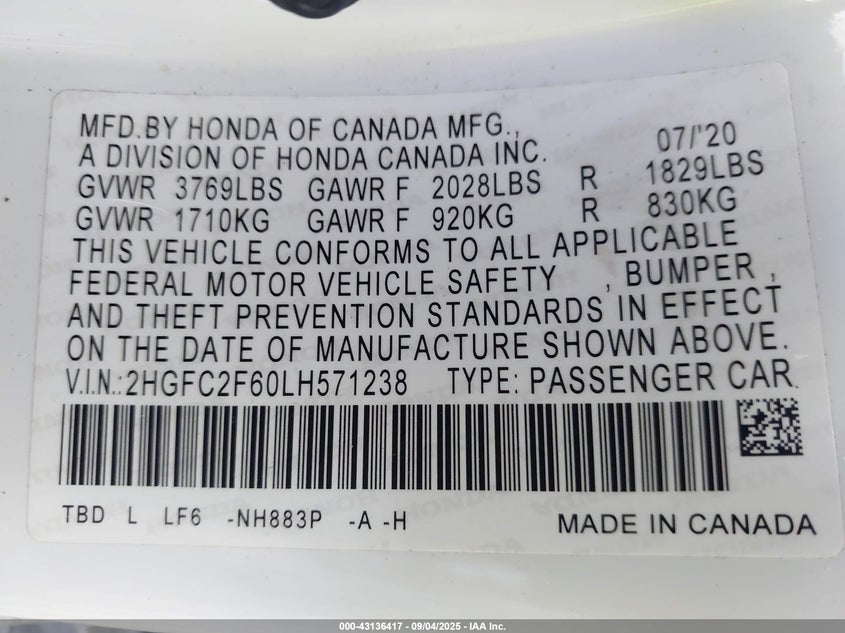 MFD.BY HONDA OF CANADA MFG., 07/'20
A DIVISION OF HONDA CANADA INC.
GVWR 3769LBS GAWR F 2028LBS R 1829LBS
GVWR 1710KG GAWR F 920KG R 830KG
THIS VEHICLE CONFORMS TO ALL APPLICABLE
FEDERAL MOTOR VEHICLE SAFETY , BUMPER ,
AND THEFT PREVENTION STANDARDS IN EFFECT
ON THE DATE OF MANUFACTURE SHOWN ABOVE.
V.I.N.:2HGFC2F60LH571238 TYPE: PASSENGER CAR
TBD L LF6 -NH883P -A -H MADE IN CANADA
000-43136417 - 09/04/2025 - IAA Inc.